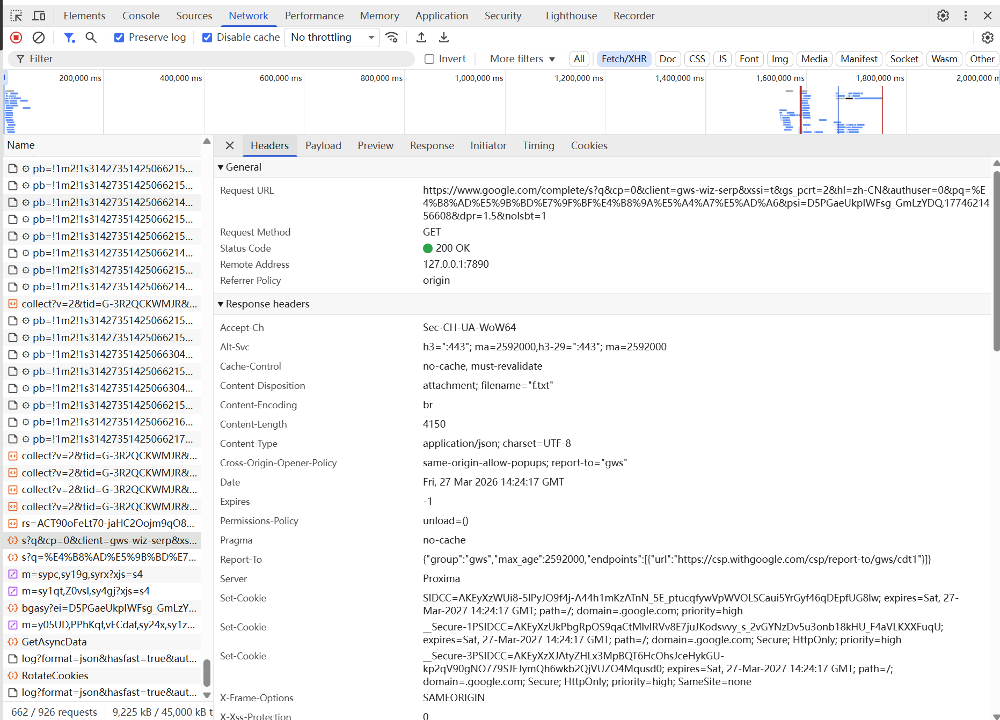 Elements Console Sources Network Performance Memory Application Security Lighthouse Recorder
Preserve log Disable cache No throttling
Filter Invert More filters All Fetch/XHR Doc CSS JS Font Img Media Manifest Socket Wasm Other
200,000 ms 400,000 ms 600,000 ms 800,000 ms 1,000,000 ms 1,200,000 ms 1,400,000 ms 1,600,000 ms 1,800,000 ms 2,000,000 m
Name
pb=!1m2!1s31427351425066215...
pb=!1m2!1s31427351425066215...
pb=!1m2!1s31427351425066214...
pb=!1m2!1s31427351425066215...
pb=!1m2!1s31427351425066215...
pb=!1m2!1s31427351425066214...
pb=!1m2!1s31427351425066215...
pb=!1m2!1s31427351425066214...
collect?v=2&tid=G-3R2QCKWMJR&...
pb=!1m2!1s31427351425066215...
pb=!1m2!1s31427351425066215...
pb=!1m2!1s31427351425066304...
pb=!1m2!1s31427351425066215...
pb=!1m2!1s31427351425066304...
pb=!1m2!1s31427351425066215...
pb=!1m2!1s31427351425066216...
pb=!1m2!1s31427351425066217...
collect?v=2&tid=G-3R2QCKWMJR&...
collect?v=2&tid=G-3R2QCKWMJR&...
collect?v=2&tid=G-3R2QCKWMJR&...
collect?v=2&tid=G-3R2QCKWMJR&...
rs=ACT90oFeLt70-jaHC2Oojm9qO8...
s?q&cp=0&client=gws-wiz-serp&xs...
s?q=%E4%B8%AD%E5%9B%BD%E7...
m=sypc,sy19g,syrx?xjs=s4
m=sy1qt,Z0vsl,sy4gj?xjs=s4
bgasy?ei=D5PGaeUkpIWFsg_GmLzY...
m=y05UD,PPhKqf,vECdaf,sy24x,sy1z...
GetAsyncData
log?format=json&hasfast=true&aut...
RotateCookies
log?format=json&hasfast=true&aut...
662 / 926 requests 9,225 kB / 45,000 kB t
Headers Payload Preview Response Initiator Timing Cookies
General
Request URL https://www.google.com/complete/s?q&cp=0&client=gws-wiz-serp&xssi=t&gs_pcrt=2&hl=zh-CN&authuser=0&pq=%E
4%B8%AD%E5%9B%BD%E7%9F%BF%E4%B8%9A%E5%A4%A7%E5%AD%A6&psi=D5PGaeUkpIWFsg_GmLzYDQ.17746214
56608&dpr=1.5&nolsbt=1
Request Method GET
Status Code 200 OK
Remote Address 127.0.0.1:7890
Referrer Policy origin
Response headers
Accept-Ch Sec-CH-UA-WoW64
Alt-Svc h3=":443"; ma=2592000,h3-29=":443"; ma=2592000
Cache-Control no-cache, must-revalidate
Content-Disposition attachment; filename="f.txt"
Content-Encoding br
Content-Length 4150
Content-Type application/json; charset=UTF-8
Cross-Origin-Opener-Policy same-origin-allow-popups; report-to="gws"
Date Fri, 27 Mar 2026 14:24:17 GMT
Expires -1
Permissions-Policy unload=()
Pragma no-cache
Report-To {"group":"gws","max_age":2592000,"endpoints":[{"url":"https://csp.withgoogle.com/csp/report-to/gws/cdt1"}]}
Server Proxima
Set-Cookie SIDCC=AKEyXzWUi8-5lPyJO9f4j-A44h1mKzATnN_5E_ptucqfywVpWVOLSCaui5YrGyf46qDEpfUG8lw; expires=Sat, 27-
Mar-2027 14:24:17 GMT; path=/; domain=.google.com; priority=high
Set-Cookie __Secure-1PSIDCC=AKEyXzUkPbgRpOS9qaCtMlvIRVv8E7juJKodsvvy_s_2vGYNzDv5u3onb18kHU_F4aVLKXXFuqU;
expires=Sat, 27-Mar-2027 14:24:17 GMT; path=/; domain=.google.com; Secure; HttpOnly; priority=high
Set-Cookie __Secure-3PSIDCC=AKEyXzXJAtyZHLx3MpBQT6HcOhsJceHykGU-
kp2qV90gNO779SJEJymQh6wkb2QjVUZO4Mqusd0; expires=Sat, 27-Mar-2027 14:24:17 GMT; path=/;
domain=.google.com; Secure; HttpOnly; priority=high; SameSite=none
X-Frame-Options SAMEORIGIN
X-Xss-Protection 0